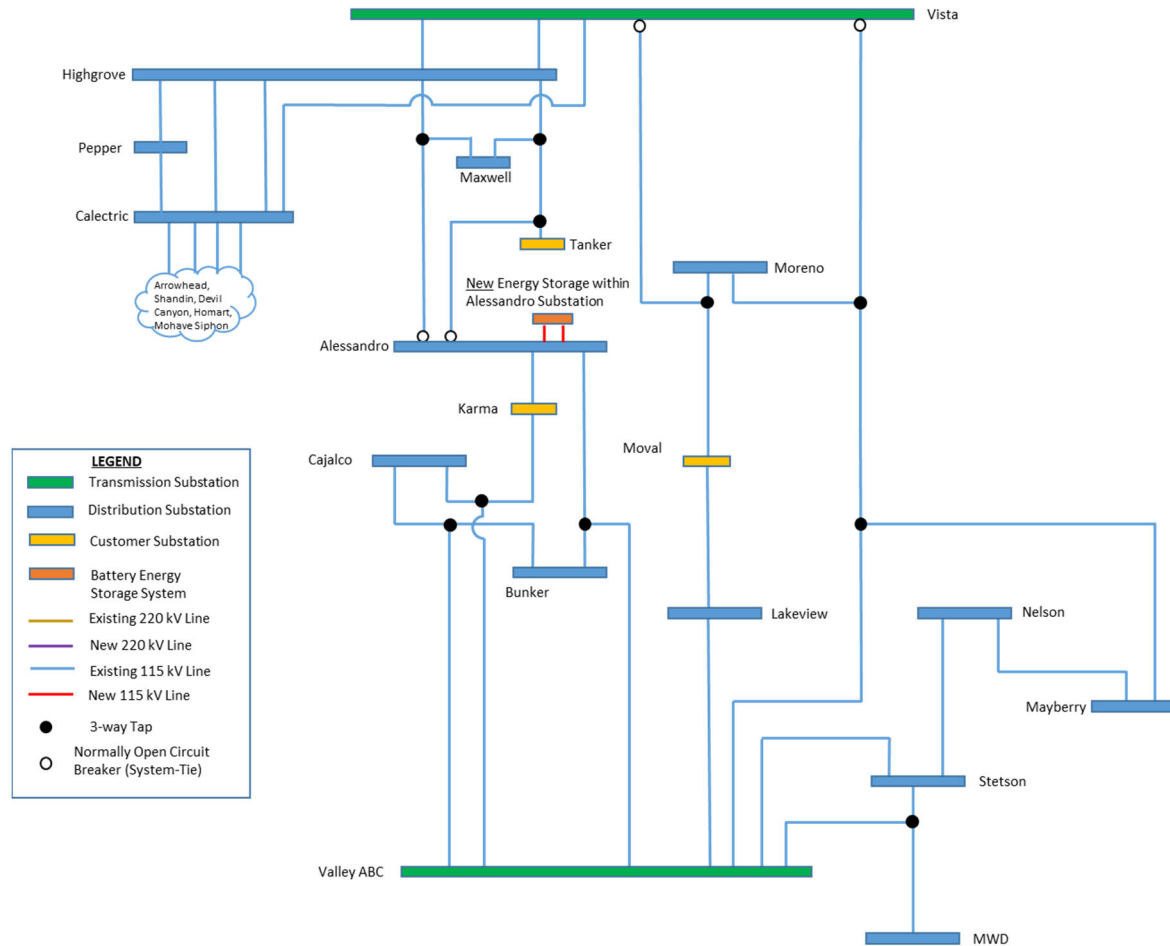 Vista
Highgrove
Pepper
Maxwell
Calectric
Tanker
Arrowhead,
Shandin, Devil
Canyon, Homart,
Mohave Siphon
Moreno
New Energy Storage within
Alessandro Substation
Alessandro
Karma
Cajalco
Moval
LEGEND
Transmission Substation
Distribution Substation
Customer Substation
Battery Energy
Storage System
Existing 220 kV Line
New 220 kV Line
Existing 115 kV Line
New 115 kV Line
3-way Tap
Normally Open Circuit
Breaker (System-Tie)
Bunker
Lakeview
Nelson
Mayberry
Stetson
Valley ABC
MWD